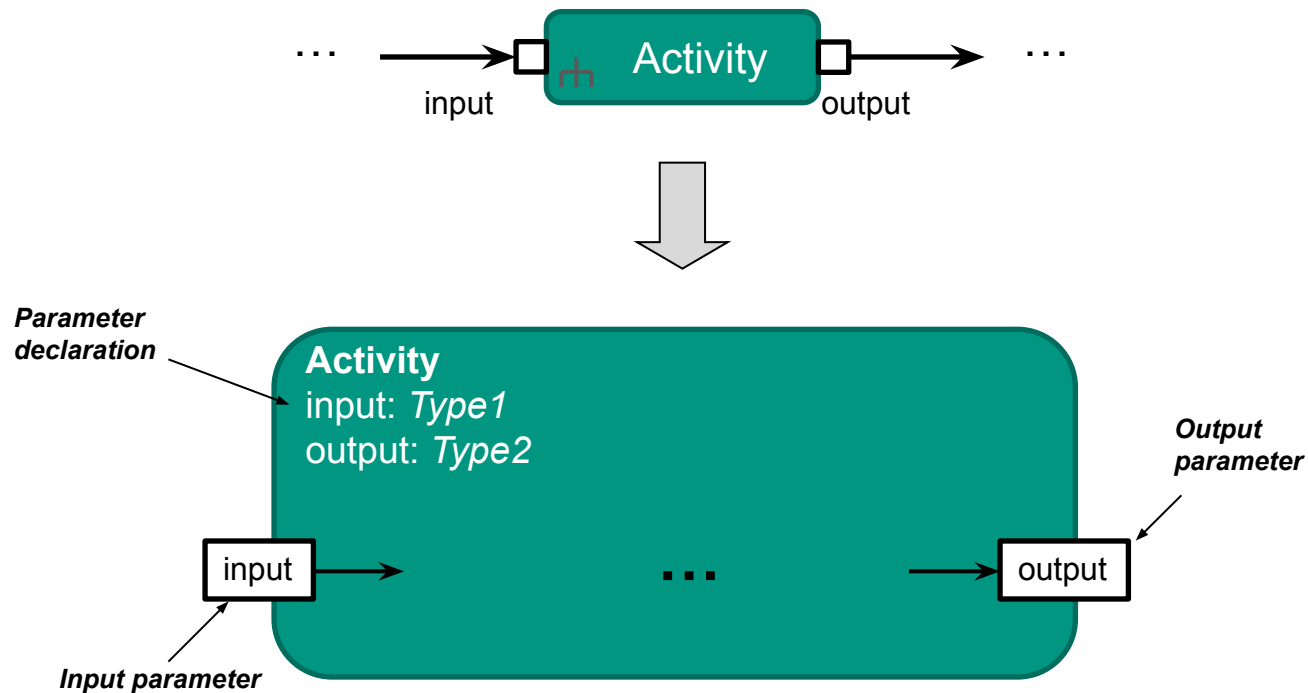 ... Activity ...
input output
Parameter
declaration
Activity
input: Type1
output: Type2
Output
parameter
input ... output
Input parameter